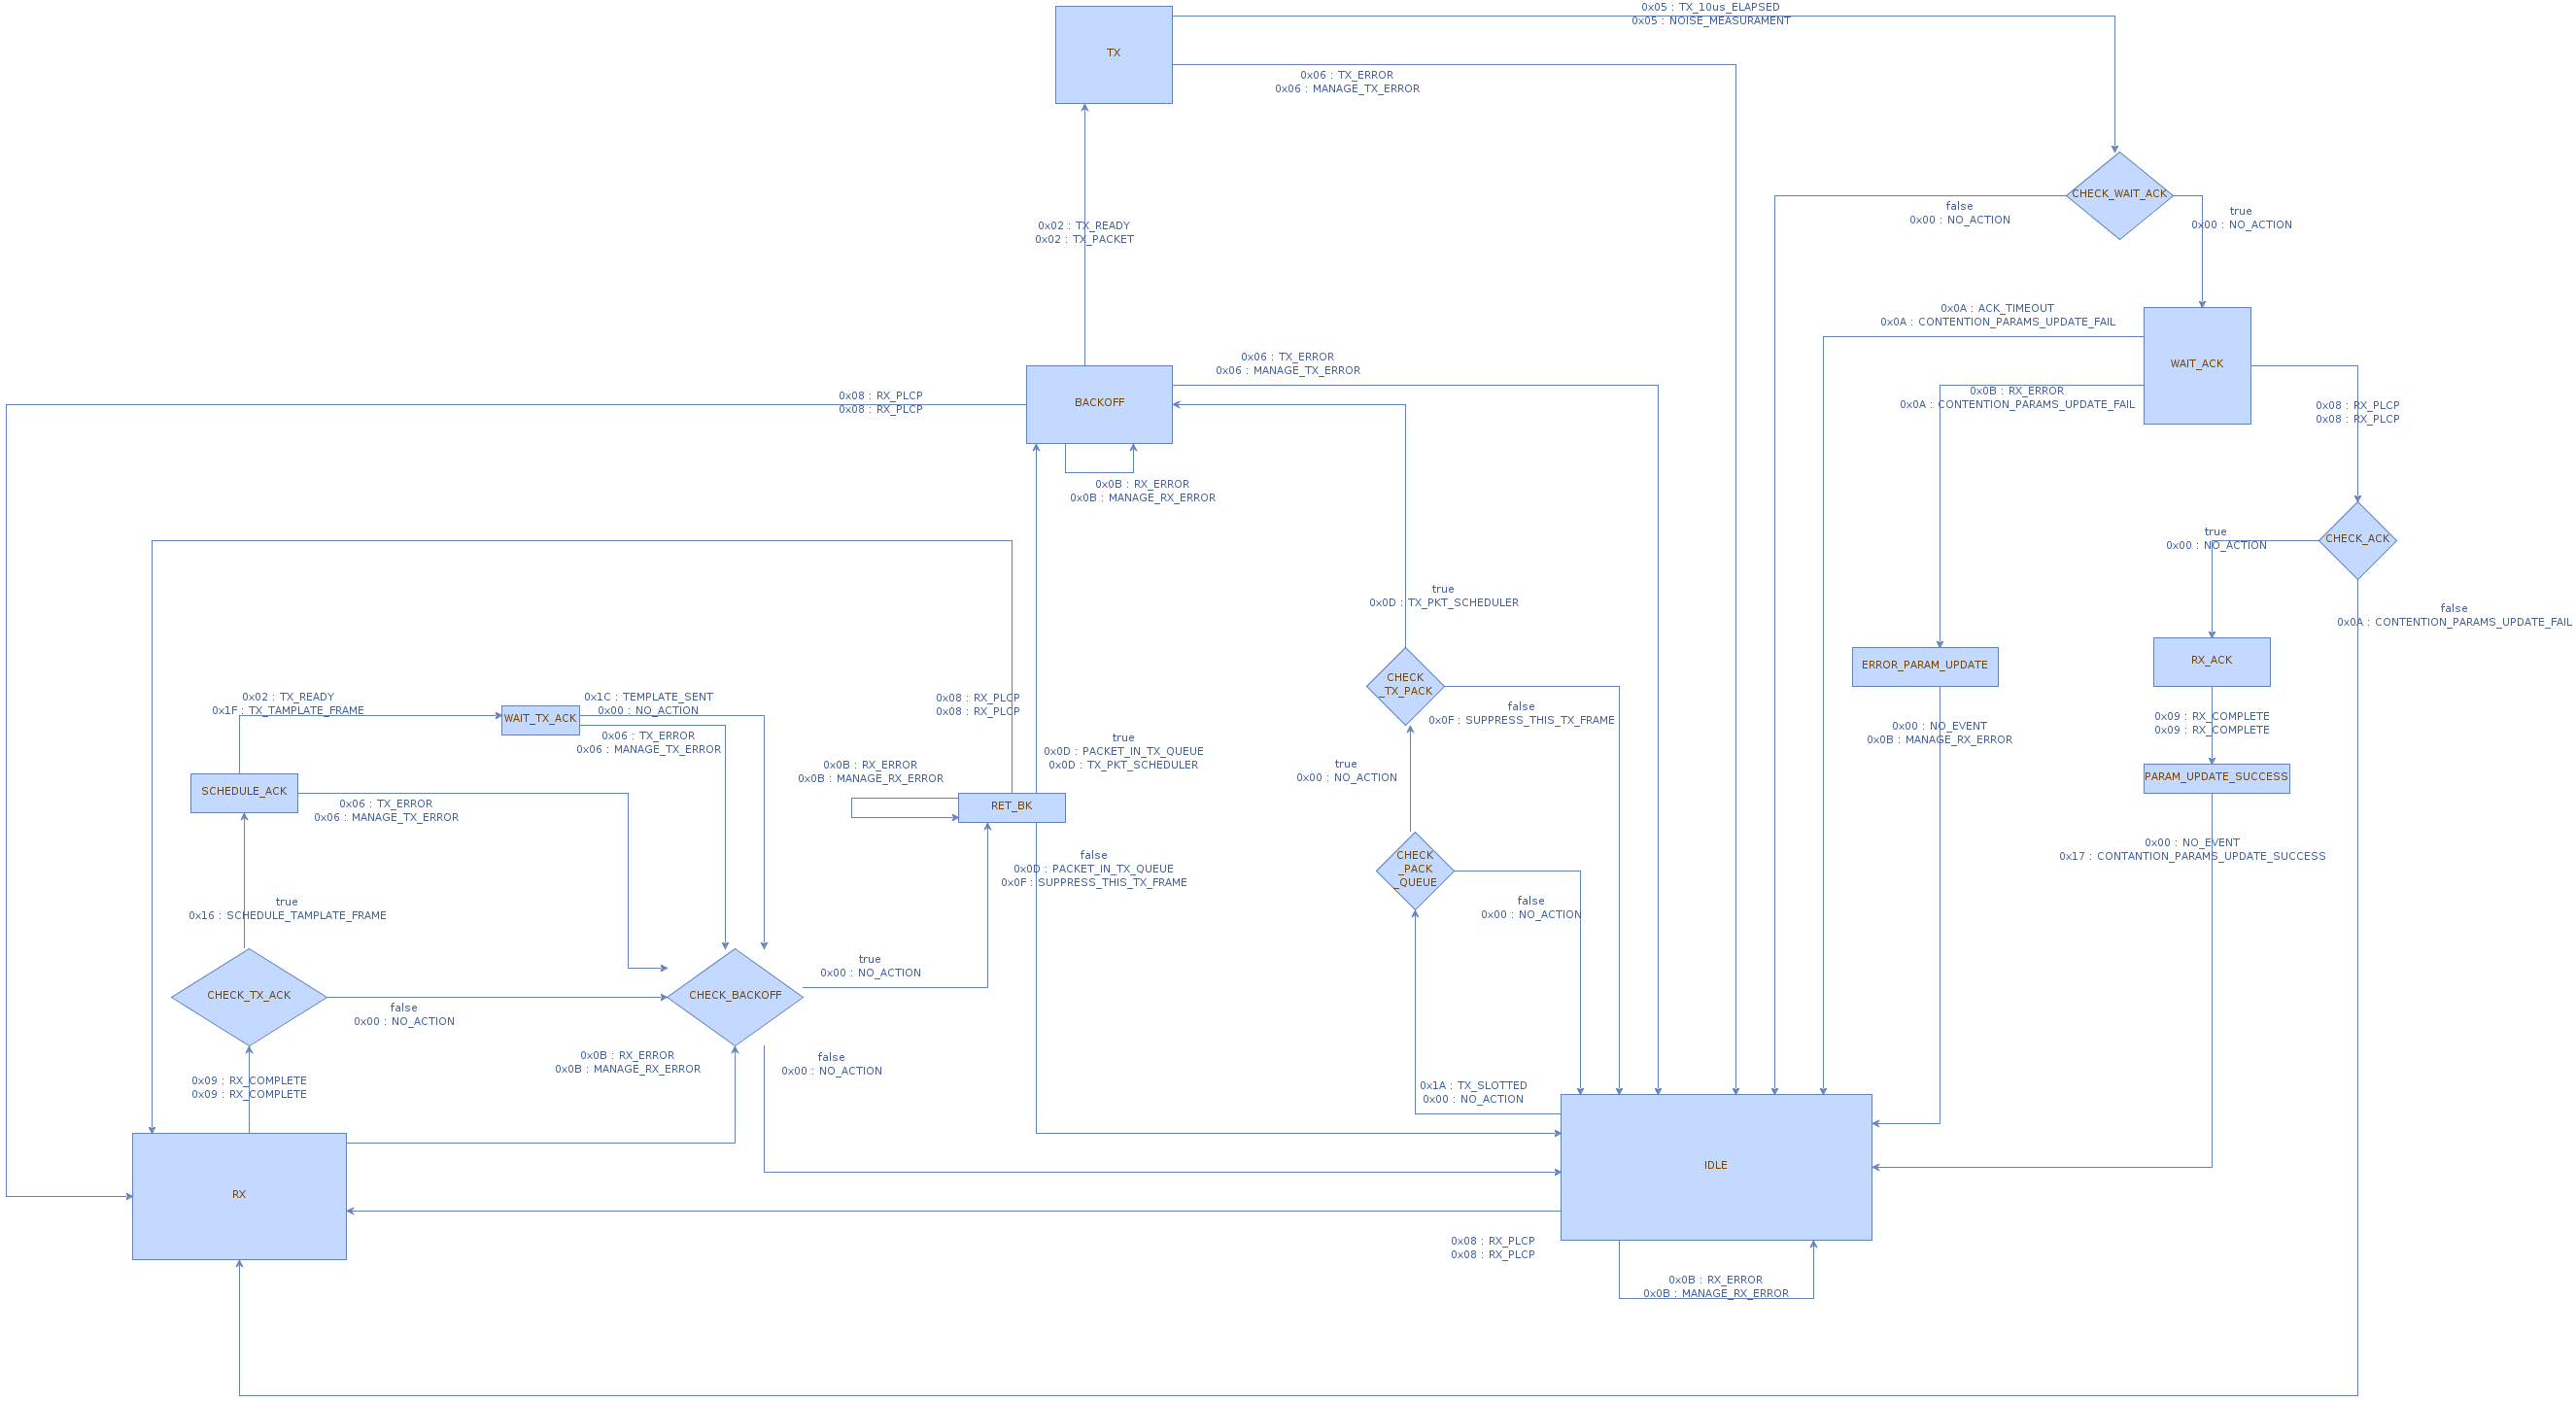 0x05 : TX_10us_ELAPSED
0x05 : NOISE_MEASURAMENT
TX
0x06 : TX_ERROR
0x06 : MANAGE_TX_ERROR
CHECK_WAIT_ACK
false
0x00 : NO_ACTION
true
0x00 : NO_ACTION
0x02 : TX_READY
0x02 : TX_PACKET
0x0A : ACK_TIMEOUT
0x0A : CONTENTION_PARAMS_UPDATE_FAIL
WAIT_ACK
0x06 : TX_ERROR
0x06 : MANAGE_TX_ERROR
0x08 : RX_PLCP
0x08 : RX_PLCP
BACKOFF
0x0B : RX_ERROR
0x0A : CONTENTION_PARAMS_UPDATE_FAIL
0x08 : RX_PLCP
0x08 : RX_PLCP
0x0B : RX_ERROR
0x0B : MANAGE_RX_ERROR
true
0x00 : NO_ACTION
CHECK_ACK
true
0x0D : TX_PKT_SCHEDULER
false
0x0A : CONTENTION_PARAMS_UPDATE_FAIL
ERROR_PARAM_UPDATE
RX_ACK
CHECK
_TX_PACK
0x02 : TX_READY
0x1F : TX_TAMPLATE_FRAME
WAIT_TX_ACK
0x1C : TEMPLATE_SENT
0x00 : NO_ACTION
0x08 : RX_PLCP
0x08 : RX_PLCP
false
0x0F : SUPPRESS_THIS_TX_FRAME
0x00 : NO_EVENT
0x0B : MANAGE_RX_ERROR
0x09 : RX_COMPLETE
0x09 : RX_COMPLETE
0x06 : TX_ERROR
0x06 : MANAGE_TX_ERROR
true
0x0D : PACKET_IN_TX_QUEUE
0x0D : TX_PKT_SCHEDULER
0x0B : RX_ERROR
0x0B : MANAGE_RX_ERROR
true
0x00 : NO_ACTION
PARAM_UPDATE_SUCCESS
SCHEDULE_ACK
0x06 : TX_ERROR
0x06 : MANAGE_TX_ERROR
RET_BK
false
0x0D : PACKET_IN_TX_QUEUE
0x0F : SUPPRESS_THIS_TX_FRAME
CHECK
_PACK
_QUEUE
0x00 : NO_EVENT
0x17 : CONTANTION_PARAMS_UPDATE_SUCCESS
true
0x16 : SCHEDULE_TAMPLATE_FRAME
false
0x00 : NO_ACTION
true
0x00 : NO_ACTION
CHECK_TX_ACK
CHECK_BACKOFF
false
0x00 : NO_ACTION
0x0B : RX_ERROR
0x0B : MANAGE_RX_ERROR
false
0x00 : NO_ACTION
0x09 : RX_COMPLETE
0x09 : RX_COMPLETE
0x1A : TX_SLOTTED
0x00 : NO_ACTION
IDLE
RX
0x08 : RX_PLCP
0x08 : RX_PLCP
0x0B : RX_ERROR
0x0B : MANAGE_RX_ERROR